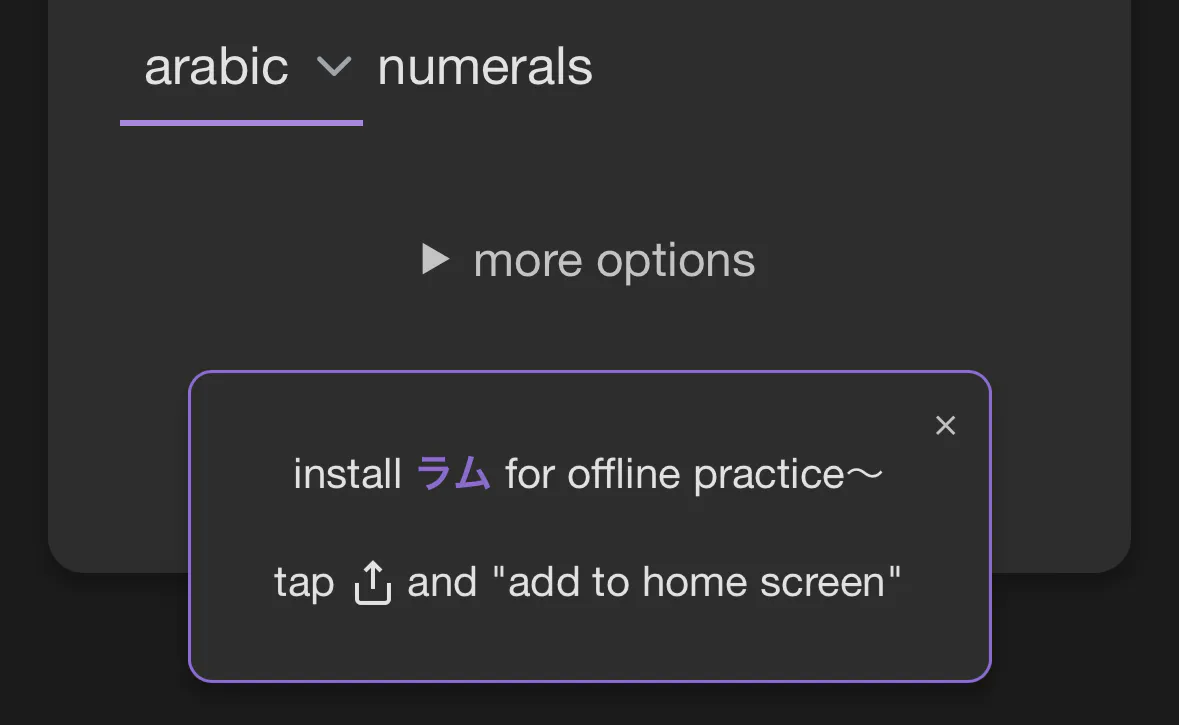 arabic numerals
more options
install ラム for offline practice〜
tap and "add to home screen"